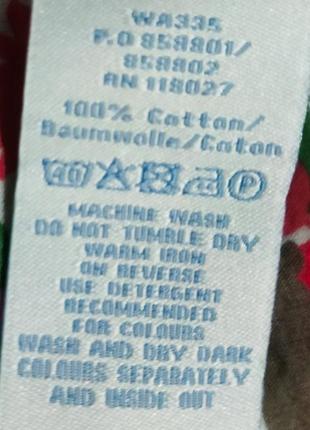 WA335
P.O 858801/
858802
RN 118027
100% Cotton/
Baumwolle/Coton
40 P
MACHINE WASH
DO NOT TUMBLE DRY
WARM IRON
ON REVERSE
USE DETERGENT
RECOMMENDED
FOR COLOURS
WASH AND DRY DARK
COLOURS SEPARATELY
AND INSIDE OUT